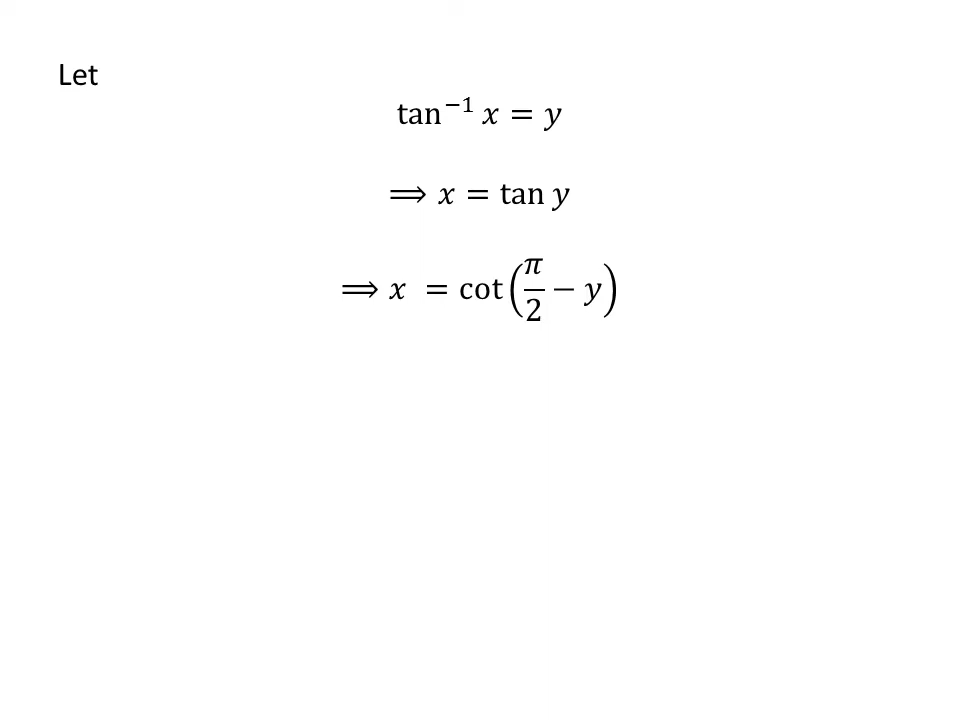 Let
tan⁻¹ 𝑥 = 𝑦
⟹ 𝑥 = tan 𝑦
⟹ 𝑥 = cot(𝜋/2 − 𝑦)